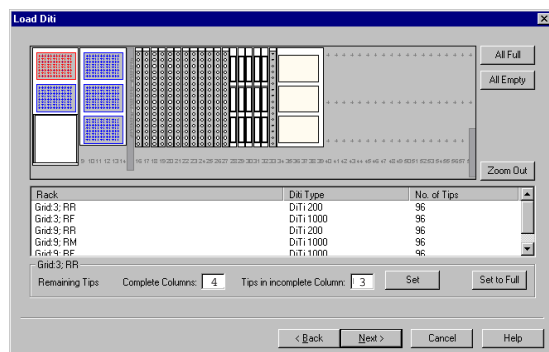 Load Diti
All Full
All Empty
Zoom Out
Rack Diti Type No. of Tips
Grid:3; RR DiTi 200 96
Grid:3; RF DiTi 1000 96
Grid:9; RR DiTi 200 96
Grid:9; RM DiTi 1000 96
Grid:9; RF DiTi 1000 96
Grid:3; RR
Remaining Tips Complete Columns: 4 Tips in incomplete Column: 3 Set Set to Full
< Back Next > Cancel Help